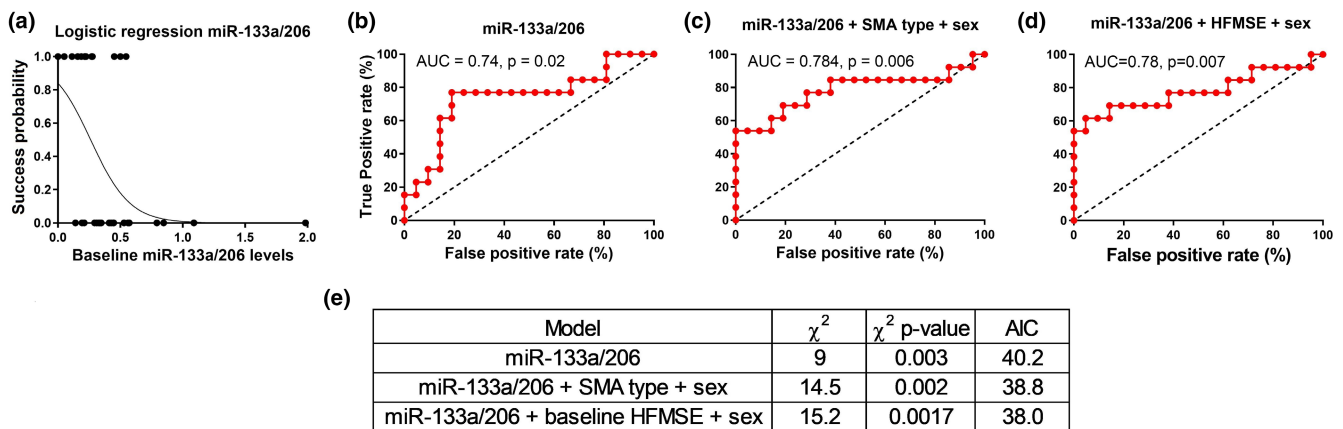 (a)
Logistic regression miR-133a/206
Success probability
1.0
0.8
0.6
0.4
0.2
0.0
0.0 0.5 1.0 1.5 2.0
Baseline miR-133a/206 levels
(b)
miR-133a/206
AUC = 0.74, p = 0.02
True Positive rate (%)
100
80
60
40
20
0
0 20 40 60 80 100
False positive rate (%)
(c)
miR-133a/206 + SMA type + sex
AUC = 0.784, p = 0.006
100
80
60
40
20
0
0 20 40 60 80 100
False positive rate (%)
(d)
miR-133a/206 + HFMSE + sex
AUC=0.78, p=0.007
100
80
60
40
20
0
0 20 40 60 80 100
False positive rate (%)
(e)
Model χ² χ² p-value AIC
miR-133a/206 9 0.003 40.2
miR-133a/206 + SMA type + sex 14.5 0.002 38.8
miR-133a/206 + baseline HFMSE + sex 15.2 0.0017 38.0